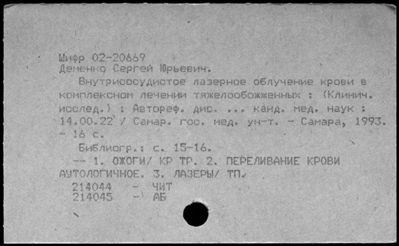 Шифр 02-20669
Деменко Сергей Юрьевич.
Внутрисосудистое лазерное облучение крови в
комплексном лечении тяжелообожженных : (Клинич.
исслед.) : Автореф. дис. ... канд. мед. наук :
14.00.22 / Самар. гос. мед. ун-т. - Самара, 1993.
- 16 с.
Библиогр.: с. 15-16.
-- 1. ОЖОГИ/ КР ТР. 2. ПЕРЕЛИВАНИЕ КРОВИ
АУТОЛОГИЧНОЕ. 3. ЛАЗЕРЫ/ ТП.
214044 - ЧИТ
214045 - АБ